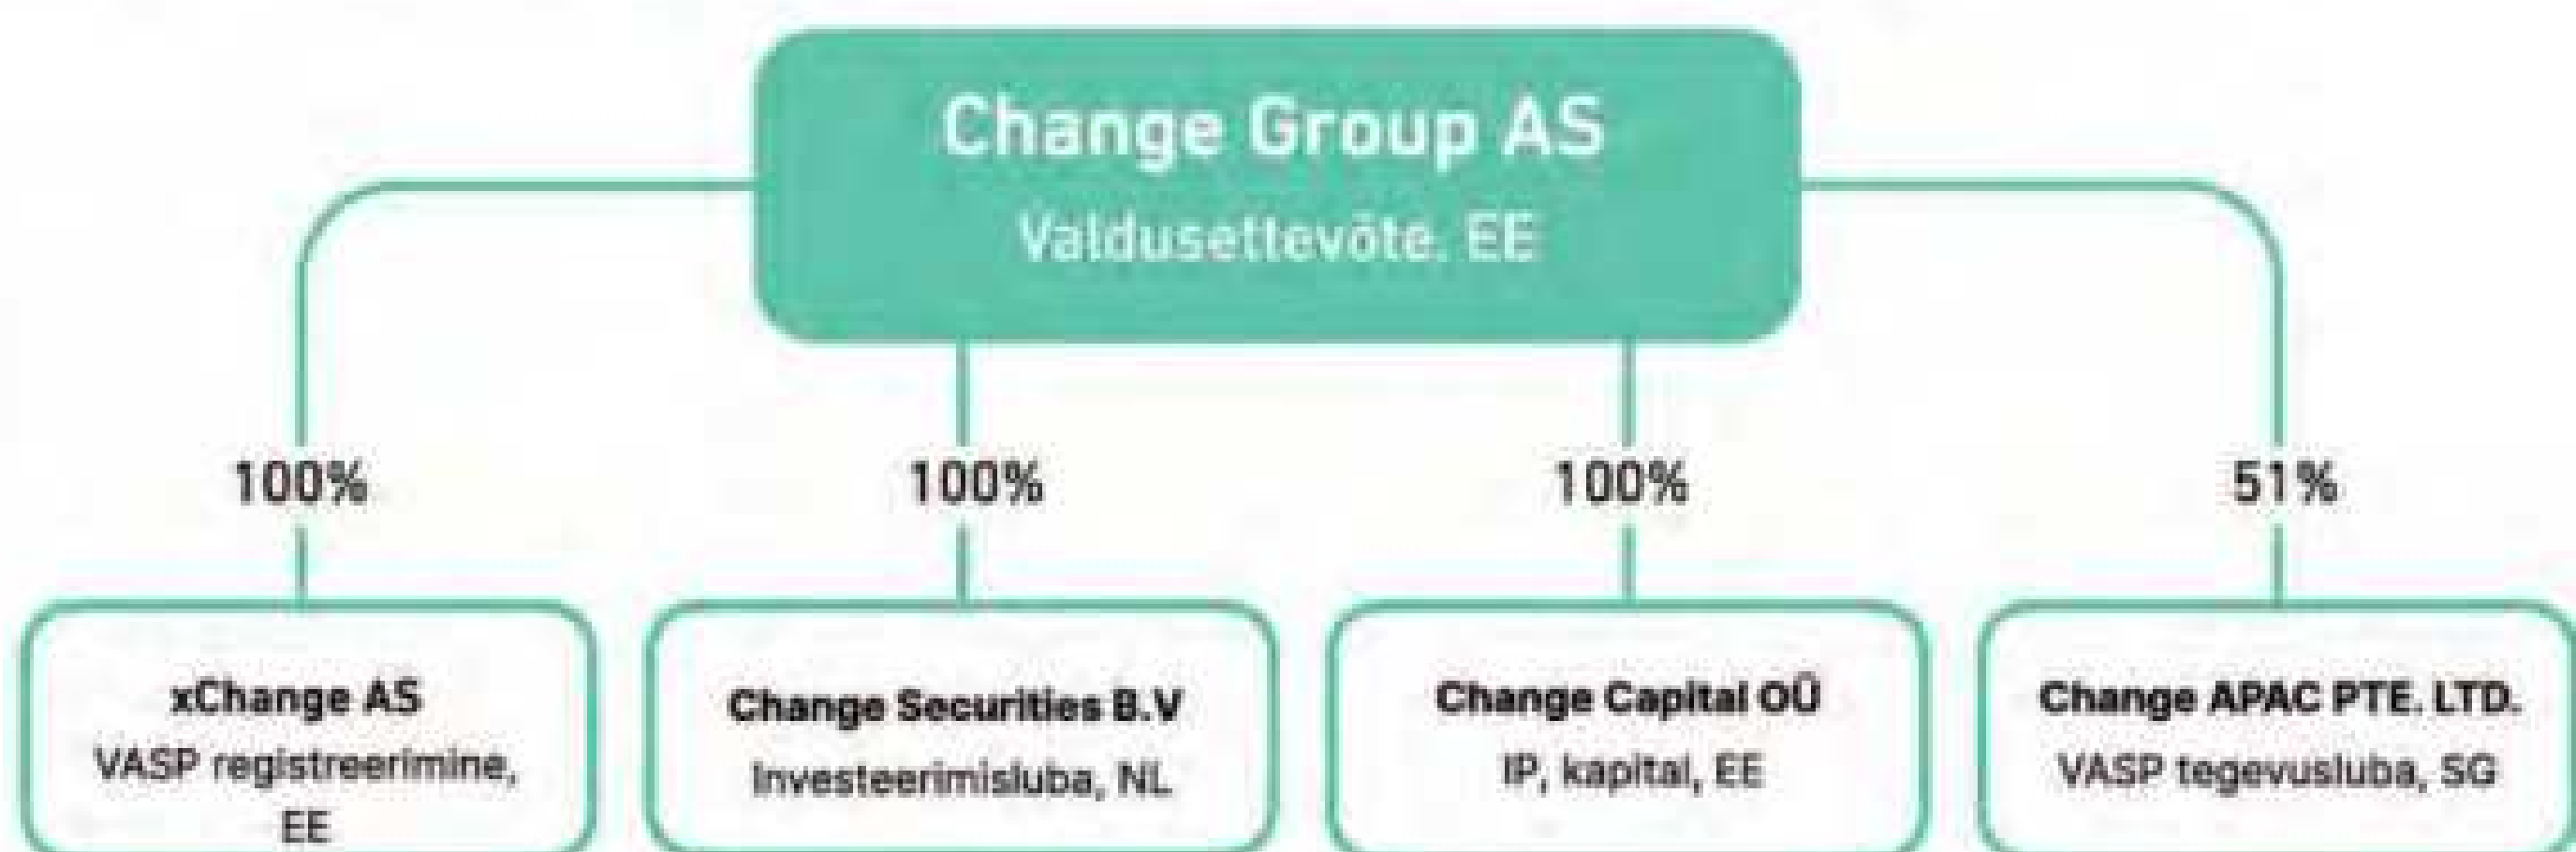 Change Group AS
Valdusettevõte. EE
100%
100%
100%
51%
xChange AS
VASP registreerimine,
EE
Change Securities B.V
Investeerimisluba, NL
Change Capital OÜ
IP, kapital, EE
Change APAC PTE. LTD.
VASP tegevusluba, SG